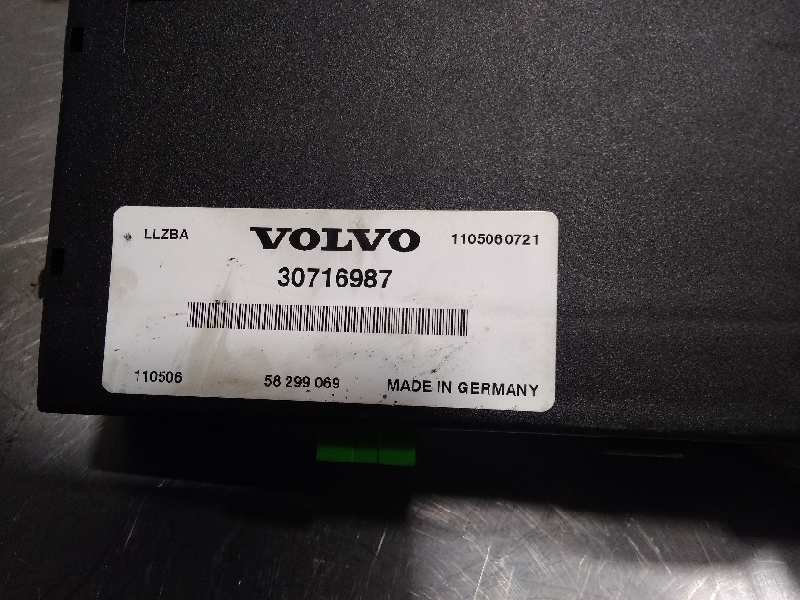 LLZBA VOLVO 1105060721
30716987
110506 58 299 069 MADE IN GERMANY